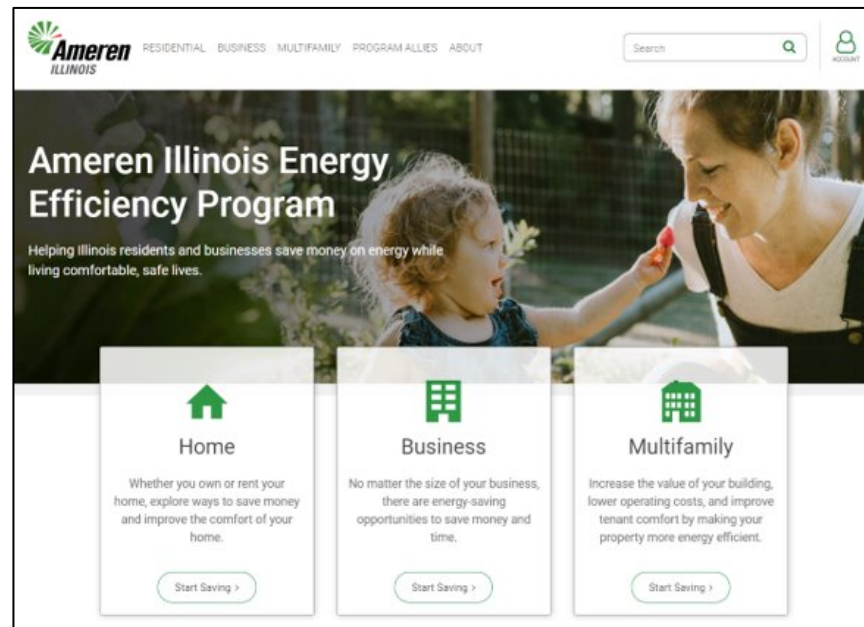 Ameren
ILLINOIS
RESIDENTIAL BUSINESS MULTIFAMILY PROGRAM ALLIES ABOUT
Search
ACCOUNT
Ameren Illinois Energy
Efficiency Program
Helping Illinois residents and businesses save money on energy while
living comfortable, safe lives.
Home
Whether you own or rent your
home, explore ways to save money
and improve the comfort of your
home.
Start Saving >
Business
No matter the size of your business,
there are energy-saving
opportunities to save money and
time.
Start Saving >
Multifamily
Increase the value of your building,
lower operating costs, and improve
tenant comfort by making your
property more energy efficient.
Start Saving >